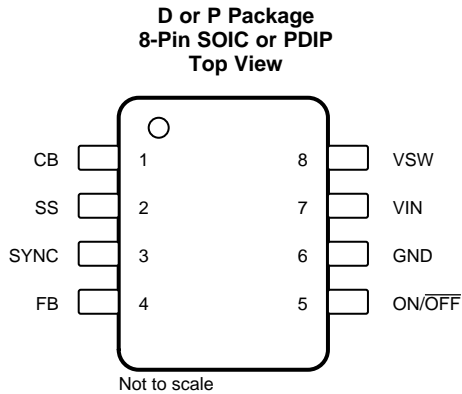 D or P Package
8-Pin SOIC or PDIP
Top View
CB 1 8 VSW
SS 2 7 VIN
SYNC 3 6 GND
FB 4 5 ON/OFF
Not to scale